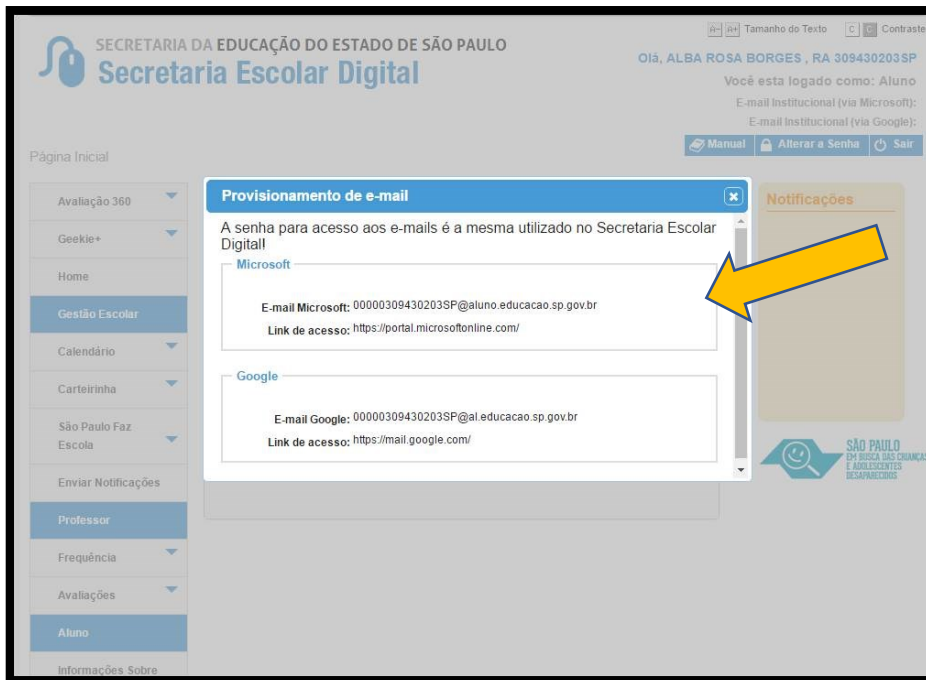 A- A+ Tamanho do Texto C C Contraste
SECRETARIA DA EDUCAÇÃO DO ESTADO DE SÃO PAULO
Secretaria Escolar Digital
Olá, ALBA ROSA BORGES , RA 309430203SP
Você esta logado como: Aluno
E-mail Institucional (via Microsoft):
E-mail Institucional (via Google):
Manual Alterar a Senha Sair
Página Inicial
Avaliação 360
Geekie+
Home
Gestão Escolar
Calendário
Carteirinha
São Paulo Faz
Escola
Enviar Notificações
Professor
Frequência
Avaliações
Aluno
Informações Sobre
Provisionamento de e-mail
A senha para acesso aos e-mails é a mesma utilizado no Secretaria Escolar
Digital!
Microsoft
E-mail Microsoft: 00000309430203SP@aluno.educacao.sp.gov.br
Link de acesso: https://portal.microsoftonline.com/
Google
E-mail Google: 00000309430203SP@al.educacao.sp.gov.br
Link de acesso: https://mail.google.com/
Notificações
SÃO PAULO
EM BUSCA DAS CRIANÇAS
E ADOLESCENTES
DESAPARECIDOS